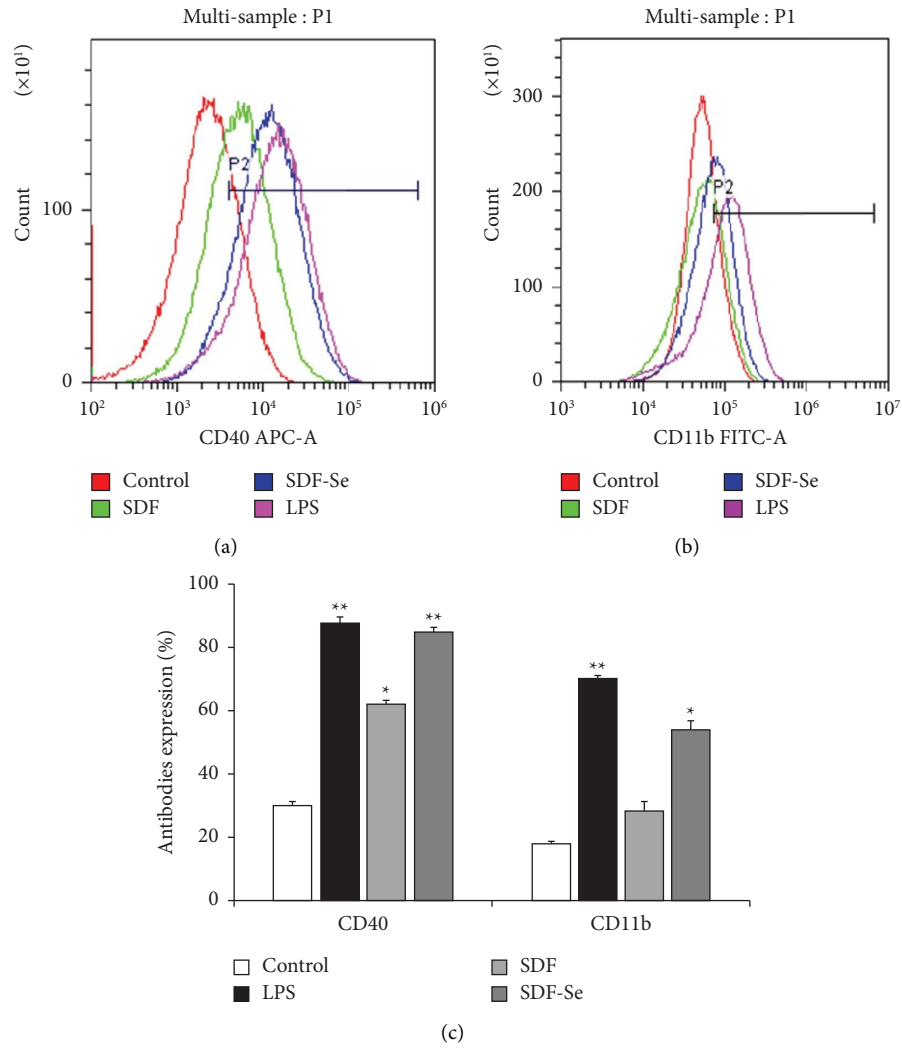 Multi-sample : P1
(×10¹)
Count
100
0
P2
10² 10³ 10⁴ 10⁵ 10⁶
CD40 APC-A
Control
SDF-Se
SDF
LPS
(a)
Multi-sample : P1
(×10¹)
Count
300
200
100
0
P2
10³ 10⁴ 10⁵ 10⁶ 10⁷
CD11b FITC-A
Control
SDF-Se
SDF
LPS
(b)
Antibodies expression (%)
100
80
60
40
20
0
**
*
**
**
*
CD40
CD11b
Control
SDF
LPS
SDF-Se
(c)